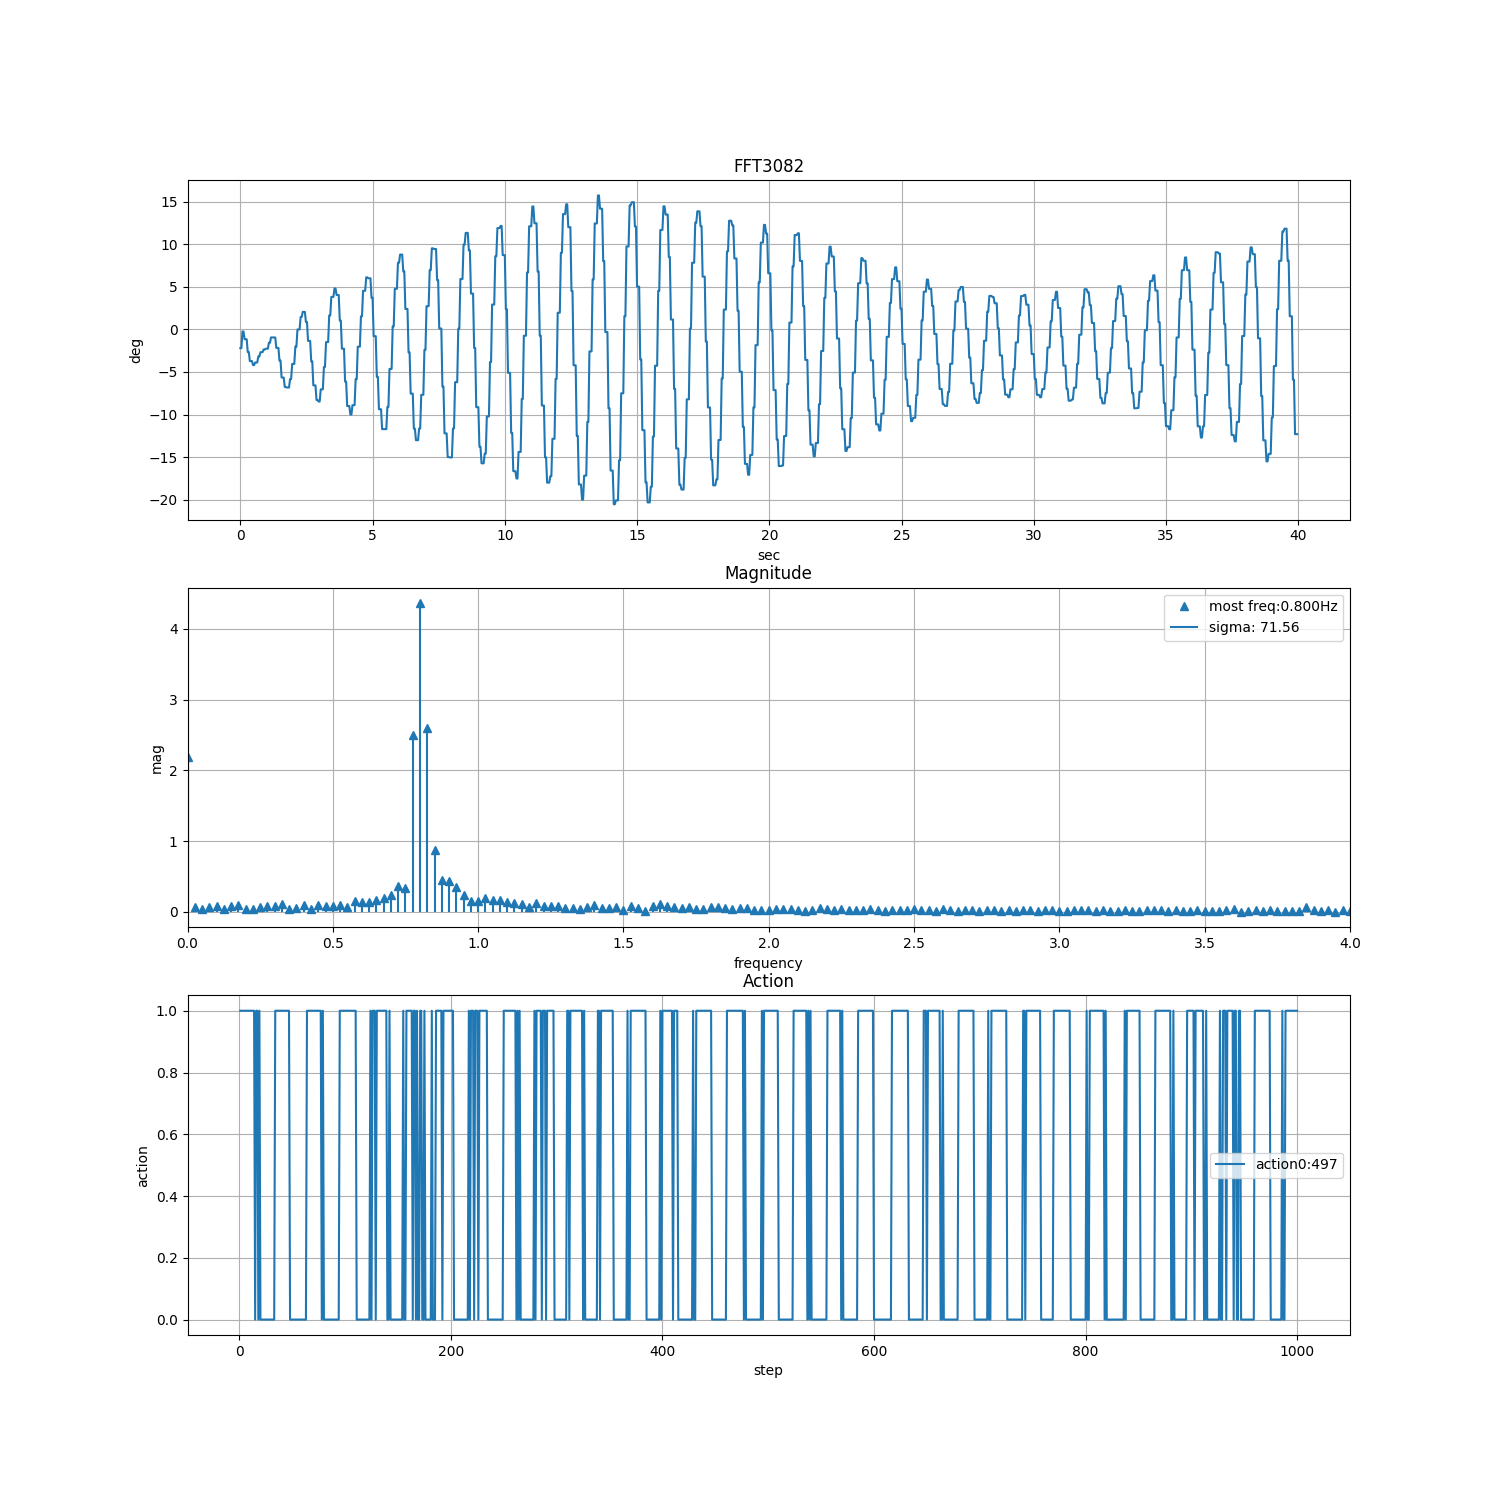 FFT3082
15
10
5
0
−5
−10
−15
−20
deg
0 5 10 15 20 25 30 35 40
sec
Magnitude
most freq:0.800Hz
sigma: 71.56
4
3
2
1
0
mag
0.0 0.5 1.0 1.5 2.0 2.5 3.0 3.5 4.0
frequency
Action
1.0
0.8
0.6
0.4
0.2
0.0
action
action0:497
0 200 400 600 800 1000
step